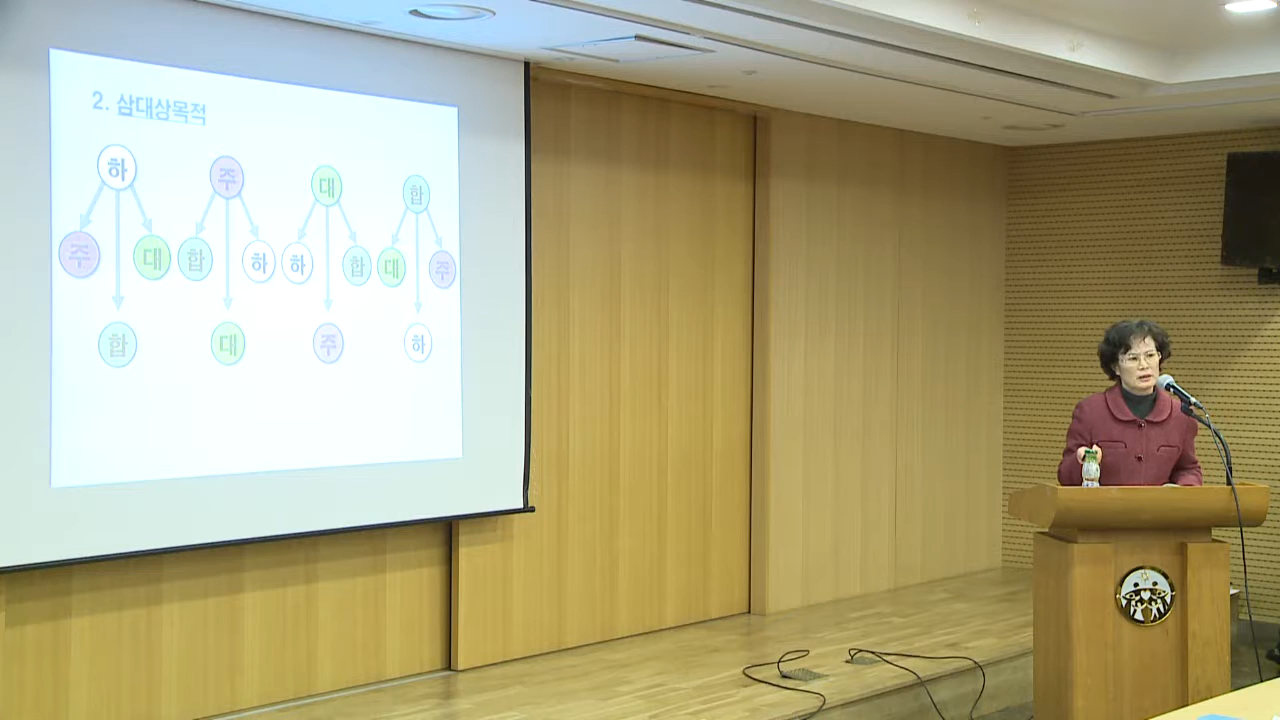 2. 삼대상목적
하 주 대 합
주 대 합 하 하 합 대 주
합 대 주 하